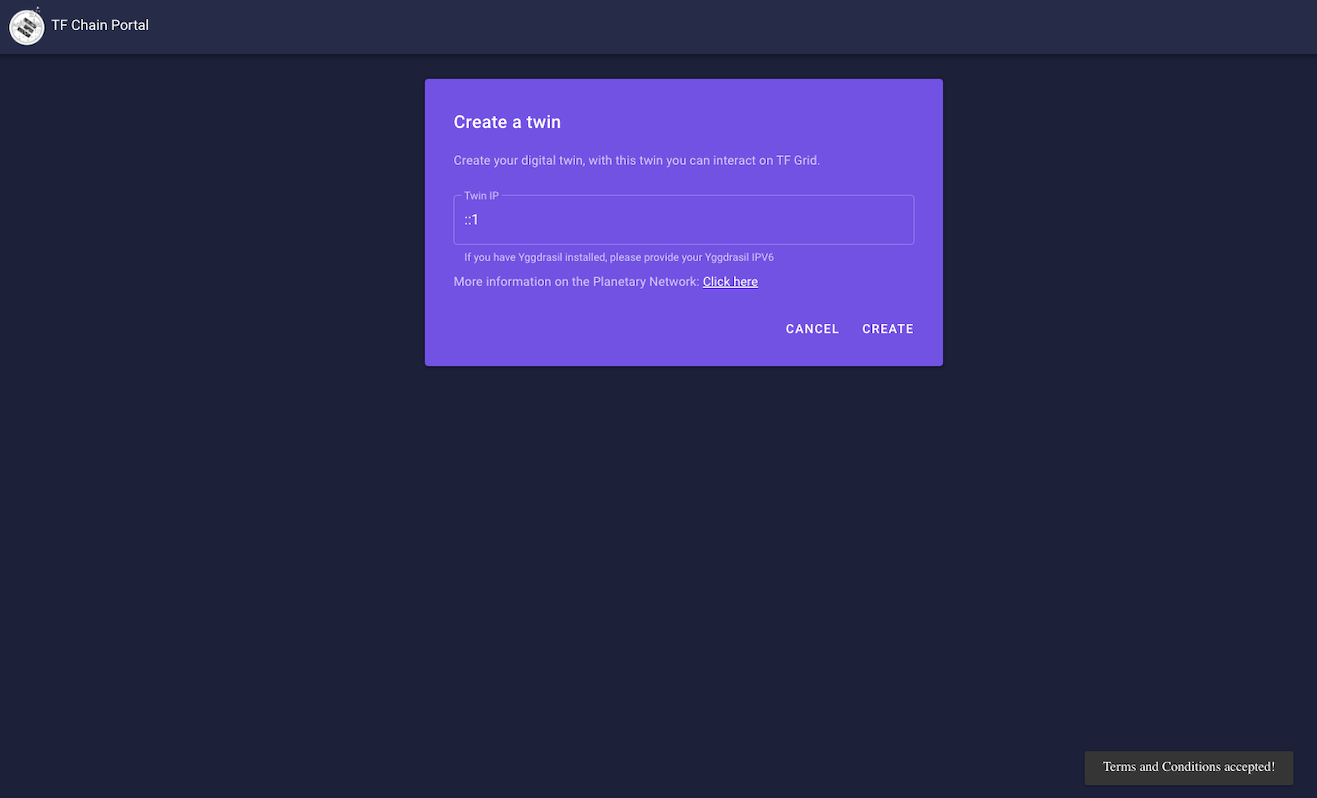 TF Chain Portal
Create a twin
Create your digital twin, with this twin you can interact on TF Grid.
Twin IP
::1
If you have Yggdrasil installed, please provide your Yggdrasil IPV6
More information on the Planetary Network: Click here
CANCEL CREATE
Terms and Conditions accepted!